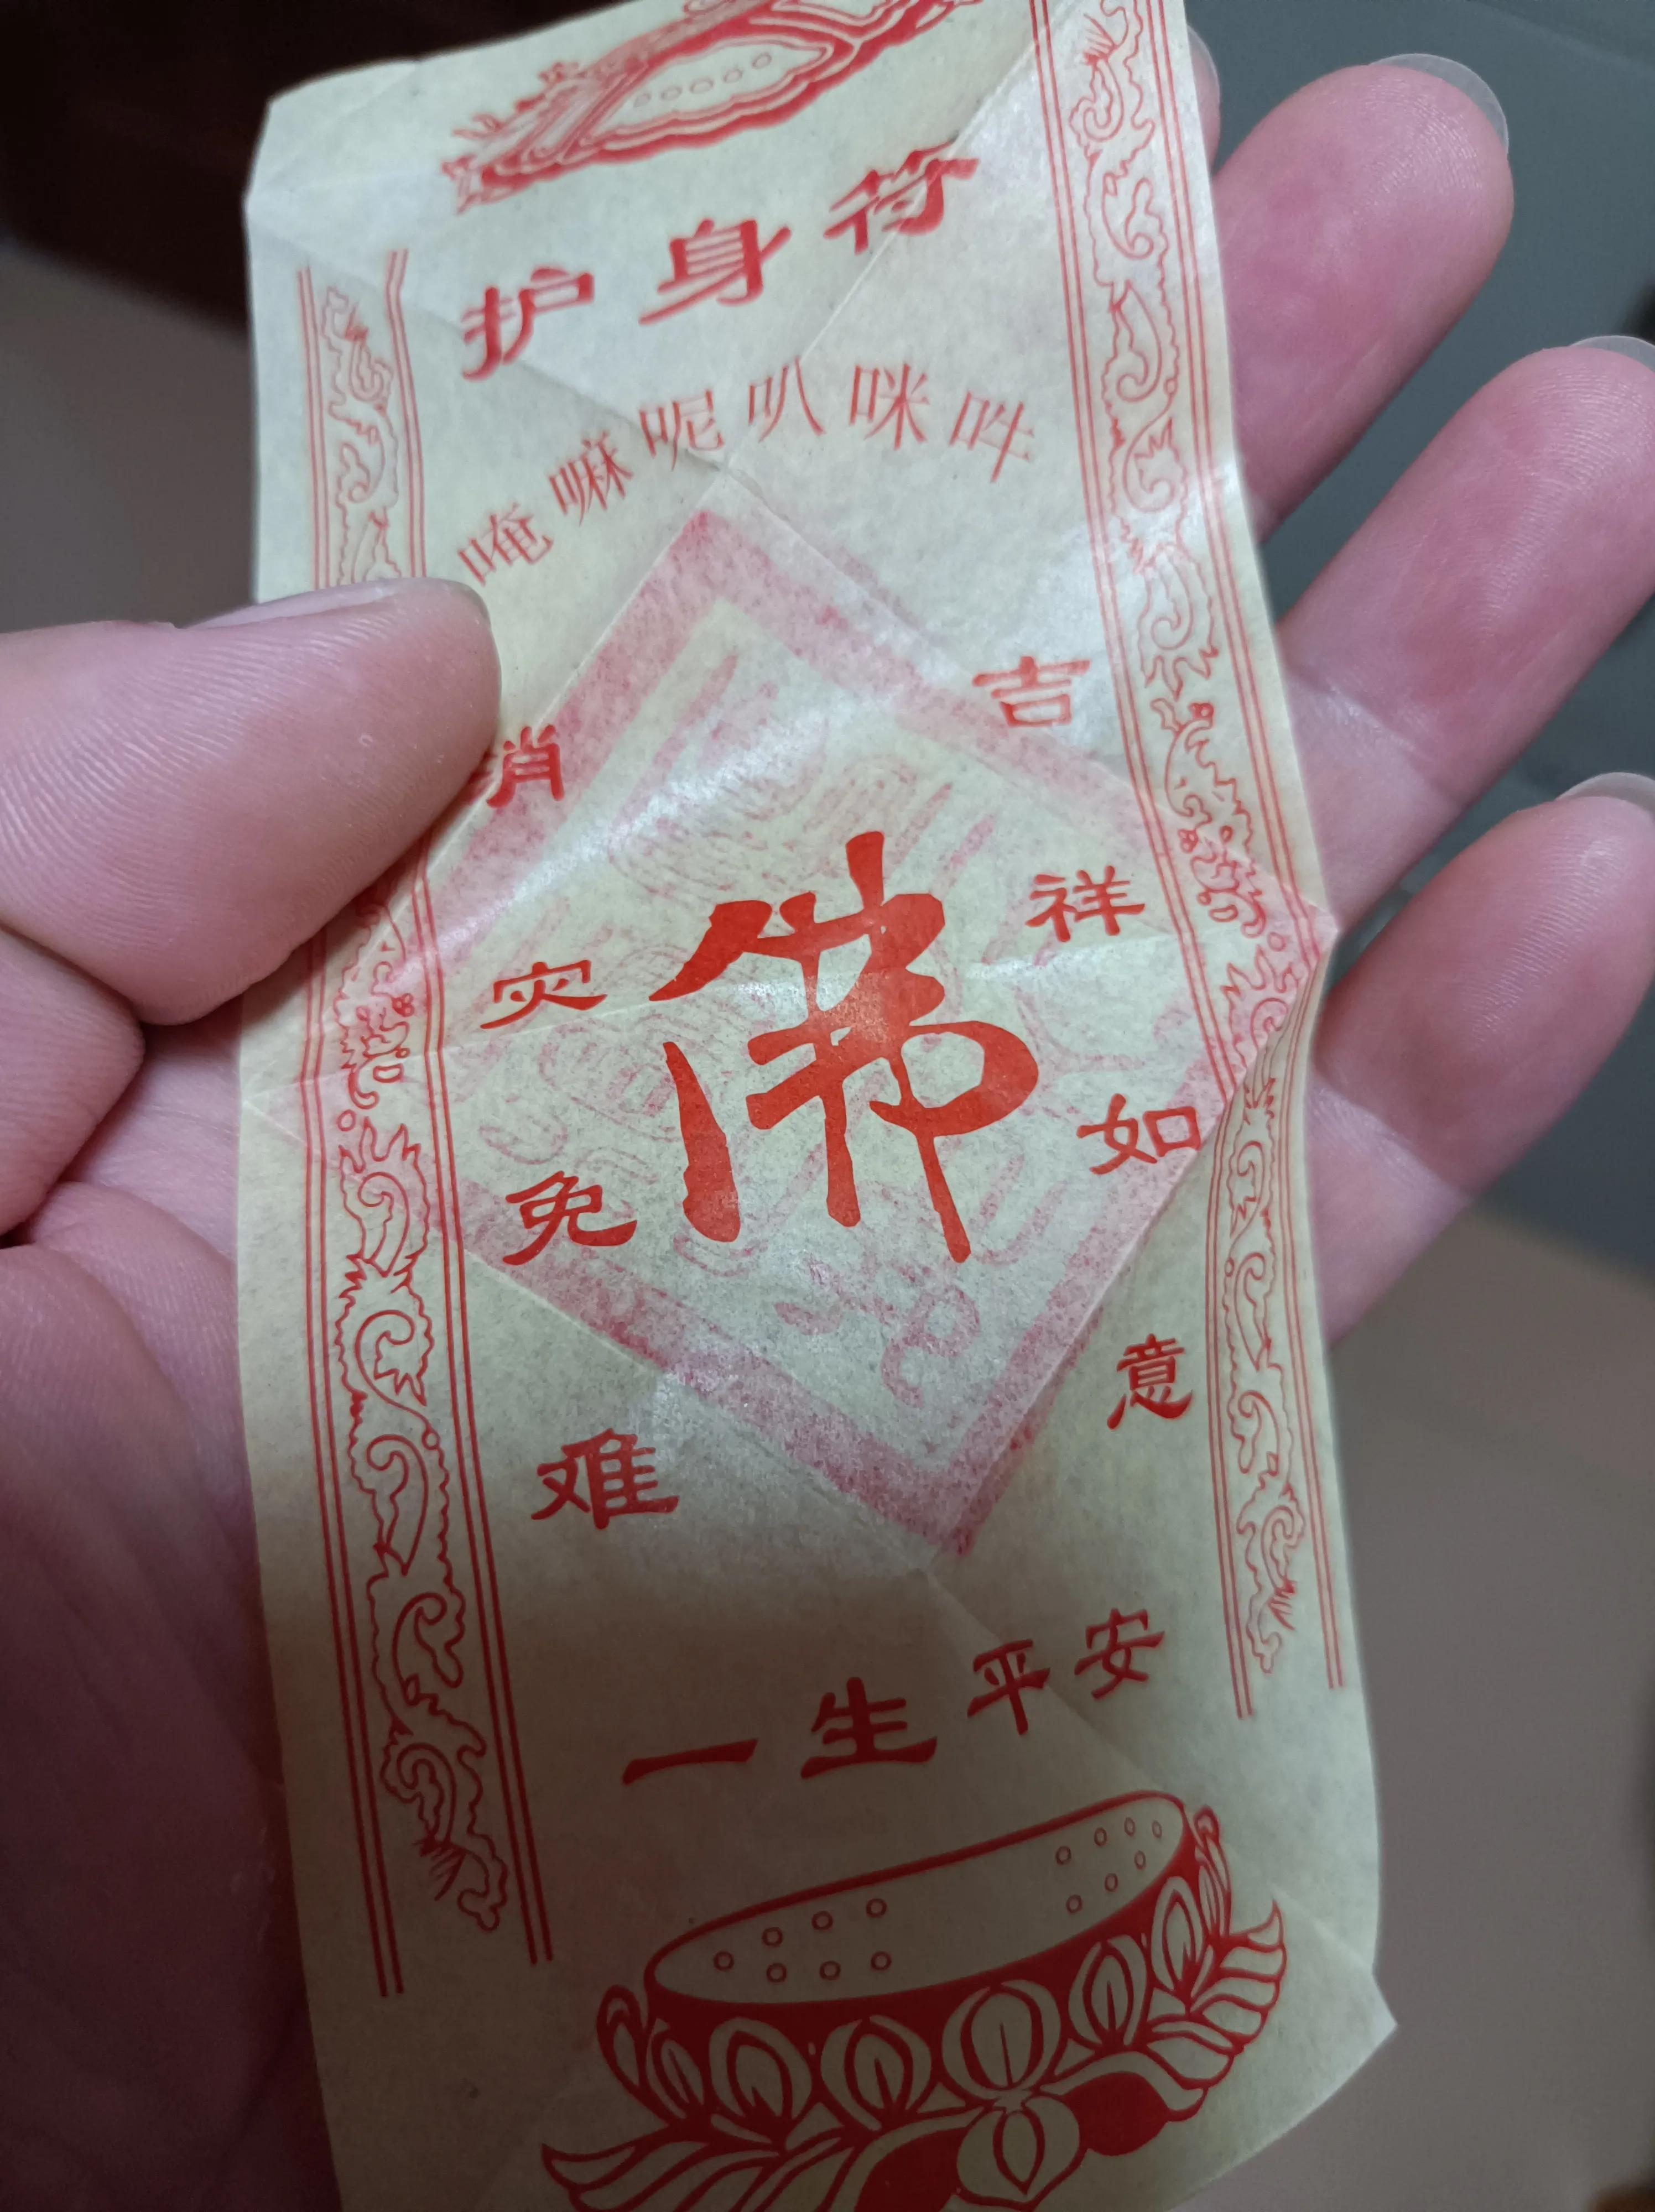 护身符
唵嘛呢叭咪吽
消灾免难
佛
吉祥如意
一生平安